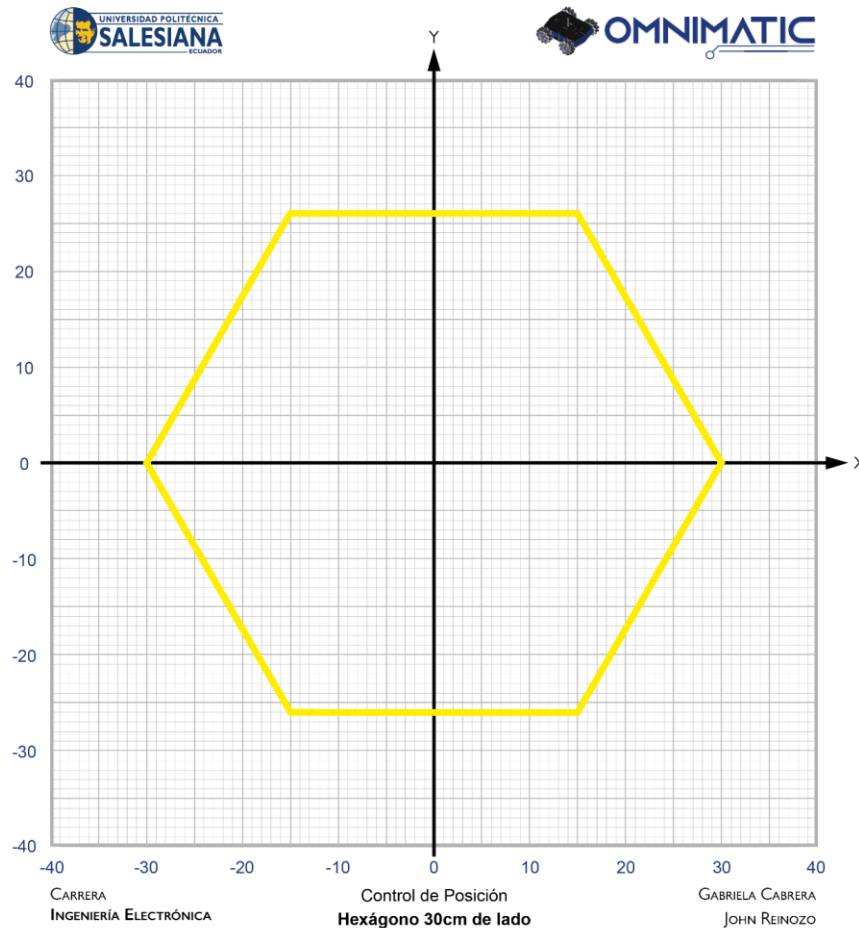 UNIVERSIDAD POLITÉCNICA
SALESIANA
ECUADOR
OMNIMATIC
Y
40
30
20
10
0
-10
-20
-30
-40
X
-40 -30 -20 -10 0 10 20 30 40
CARRERA
INGENIERÍA ELECTRÓNICA
Control de Posición
Hexágono 30cm de lado
GABRIELA CABRERA
JOHN REINOZO